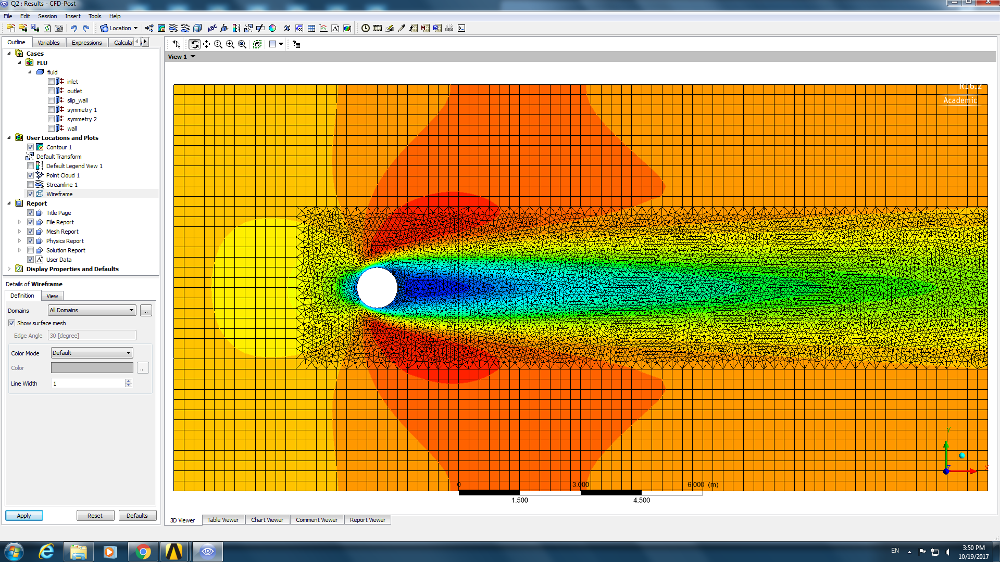 Q2 : Results - CFD-Post
File Edit Session Insert Tools Help
Location
Outline Variables Expressions
View 1
Cases
FLU
fluid
inlet
outlet
slip_wall
symmetry 1
symmetry 2
wall
User Locations and Plots
Contour 1
Default Transform
Default Legend View 1
Point Cloud 1
Streamline 1
Wireframe
Report
Title Page
File Report
Mesh Report
Physics Report
Solution Report
User Data
Display Properties and Defaults
Details of Wireframe
Definition View
Domains All Domains ...
Show surface mesh
Edge Angle 30 [degree]
Color Mode Default
Color ...
Line Width 1
Apply Reset Defaults
R16.2
Academic
Y
Z X
0 3.000 6.000 (m)
1.500 4.500
3D Viewer Table Viewer Chart Viewer Comment Viewer Report Viewer
EN
3:50 PM
10/19/2017